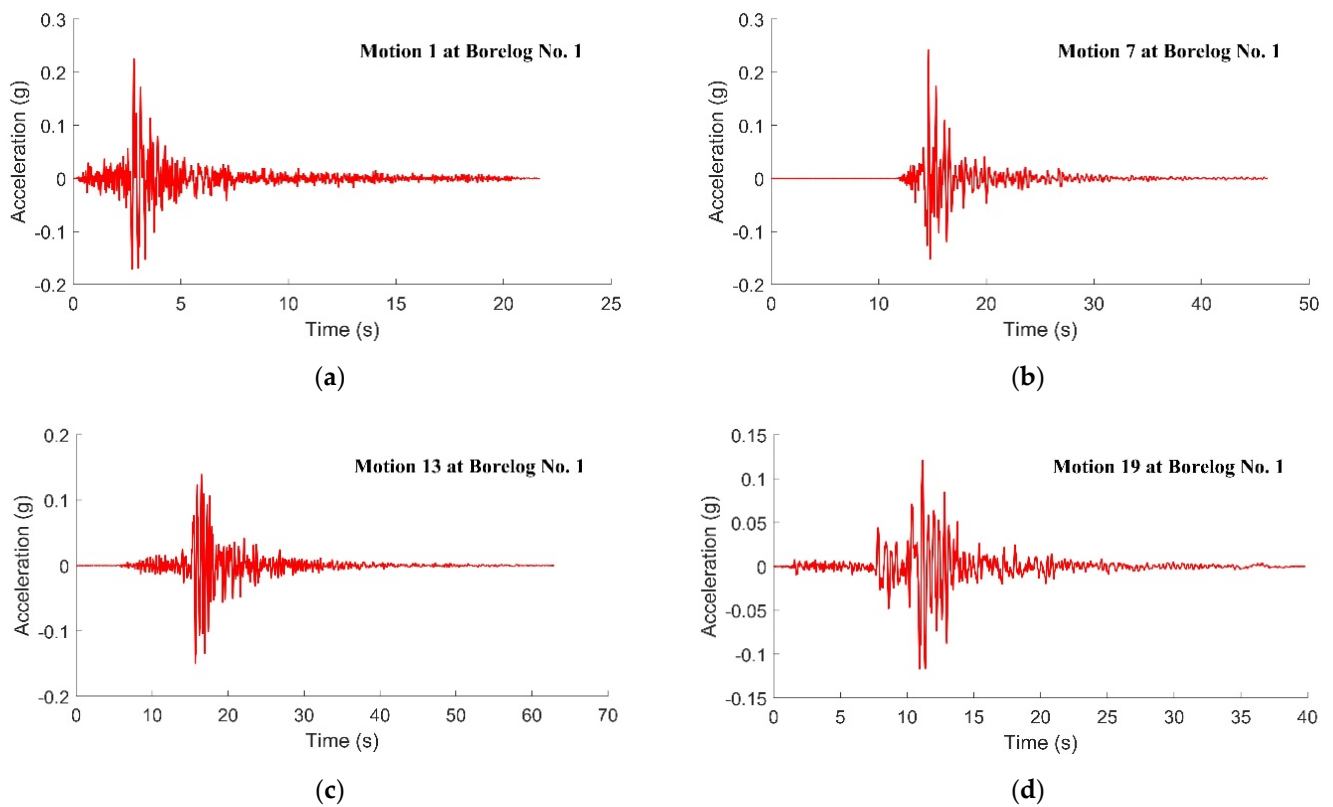 Motion 1 at Borelog No. 1
Acceleration (g)
0.3
0.2
0.1
0
-0.1
-0.2
0 5 10 15 20 25
Time (s)
(a)
Motion 7 at Borelog No. 1
Acceleration (g)
0.3
0.2
0.1
0
-0.1
-0.2
0 10 20 30 40 50
Time (s)
(b)
Motion 13 at Borelog No. 1
Acceleration (g)
0.2
0.1
0
-0.1
-0.2
0 10 20 30 40 50 60 70
Time (s)
(c)
Motion 19 at Borelog No. 1
Acceleration (g)
0.15
0.1
0.05
0
-0.05
-0.1
-0.15
0 5 10 15 20 25 30 35 40
Time (s)
(d)